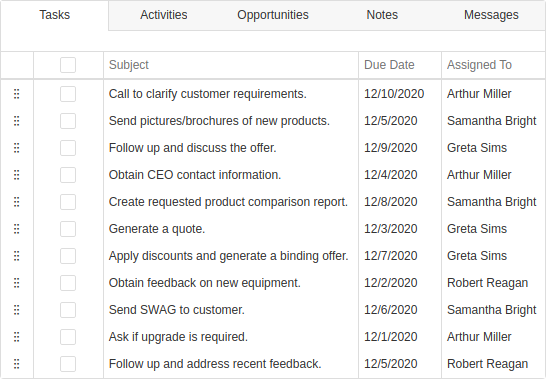 Tasks Activities Opportunities Notes Messages
Subject Due Date Assigned To
Call to clarify customer requirements. 12/10/2020 Arthur Miller
Send pictures/brochures of new products. 12/5/2020 Samantha Bright
Follow up and discuss the offer. 12/9/2020 Greta Sims
Obtain CEO contact information. 12/4/2020 Arthur Miller
Create requested product comparison report. 12/8/2020 Samantha Bright
Generate a quote. 12/3/2020 Greta Sims
Apply discounts and generate a binding offer. 12/7/2020 Greta Sims
Obtain feedback on new equipment. 12/2/2020 Robert Reagan
Send SWAG to customer. 12/6/2020 Samantha Bright
Ask if upgrade is required. 12/1/2020 Arthur Miller
Follow up and address recent feedback. 12/5/2020 Robert Reagan